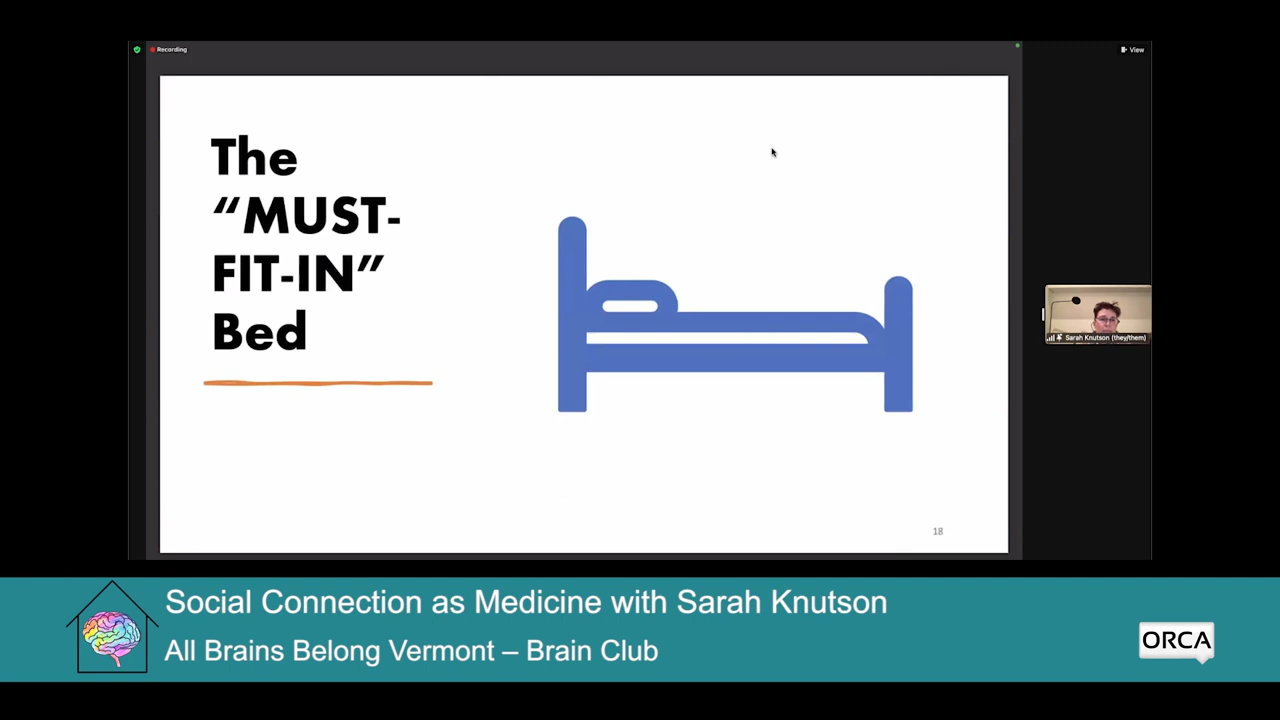 Recording
View
The
“MUST-
FIT-IN”
Bed
Sarah Knutson (they/them)
18
Social Connection as Medicine with Sarah Knutson
All Brains Belong Vermont – Brain Club
ORCA